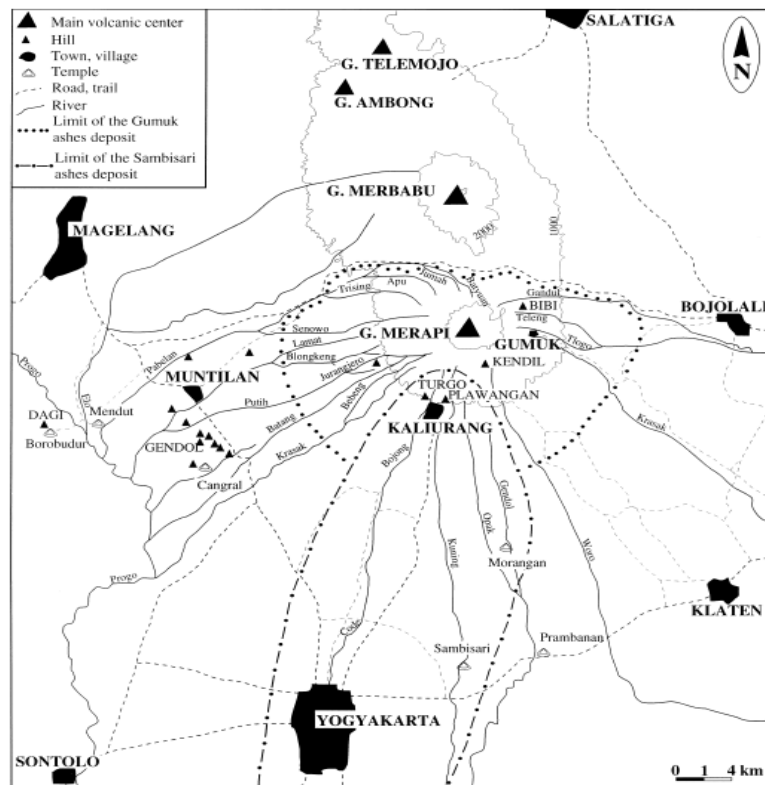 Main volcanic center
Hill
Town, village
Temple
Road, trail
River
Limit of the Gumuk
ashes deposit
Limit of the Sambisari
ashes deposit
SALATIGA
N
G. TELEMOJO
G. AMBONG
G. MERBABU
2000
1000
MAGELANG
Trising
Apu
Jumah
Gandul
BIBI
BOJOLALI
Teleng
Tlogo
Senowo
G. MERAPI
GUMUK
Lamat
Blongkeng
Jurangjero
KENDIL
Progo
Pabelan
Elo
MUNTILAN
Putih
Bebeng
TURGO
PLAWANGAN
DAGI
Mendut
Borobudur
Batang
KALIURANG
Krasak
GENDOL
Krasak
Cangral
Bojong
Gendol
Opak
Kuning
Woro
Progo
Morangan
KLATEN
Code
Sambisari
Prambanan
YOGYAKARTA
SONTOLO
0 1 4 km